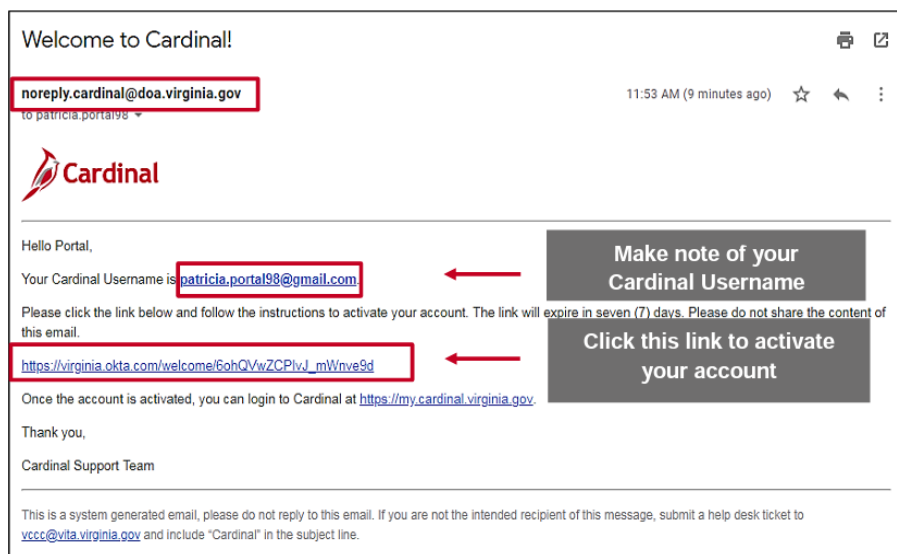 Welcome to Cardinal!
noreply.cardinal@doa.virginia.gov
11:53 AM (9 minutes ago)
to patricia.portal98
Cardinal
Hello Portal,
Your Cardinal Username is patricia.portal98@gmail.com.
Make note of your
Cardinal Username
Please click the link below and follow the instructions to activate your account. The link will expire in seven (7) days. Please do not share the content of
this email.
https://virginia.okta.com/welcome/6ohQVwZCPIvJ_mWnve9d
Click this link to activate
your account
Once the account is activated, you can login to Cardinal at https://my.cardinal.virginia.gov.
Thank you,
Cardinal Support Team
This is a system generated email, please do not reply to this email. If you are not the intended recipient of this message, submit a help desk ticket to
vccc@vita.virginia.gov and include “Cardinal” in the subject line.